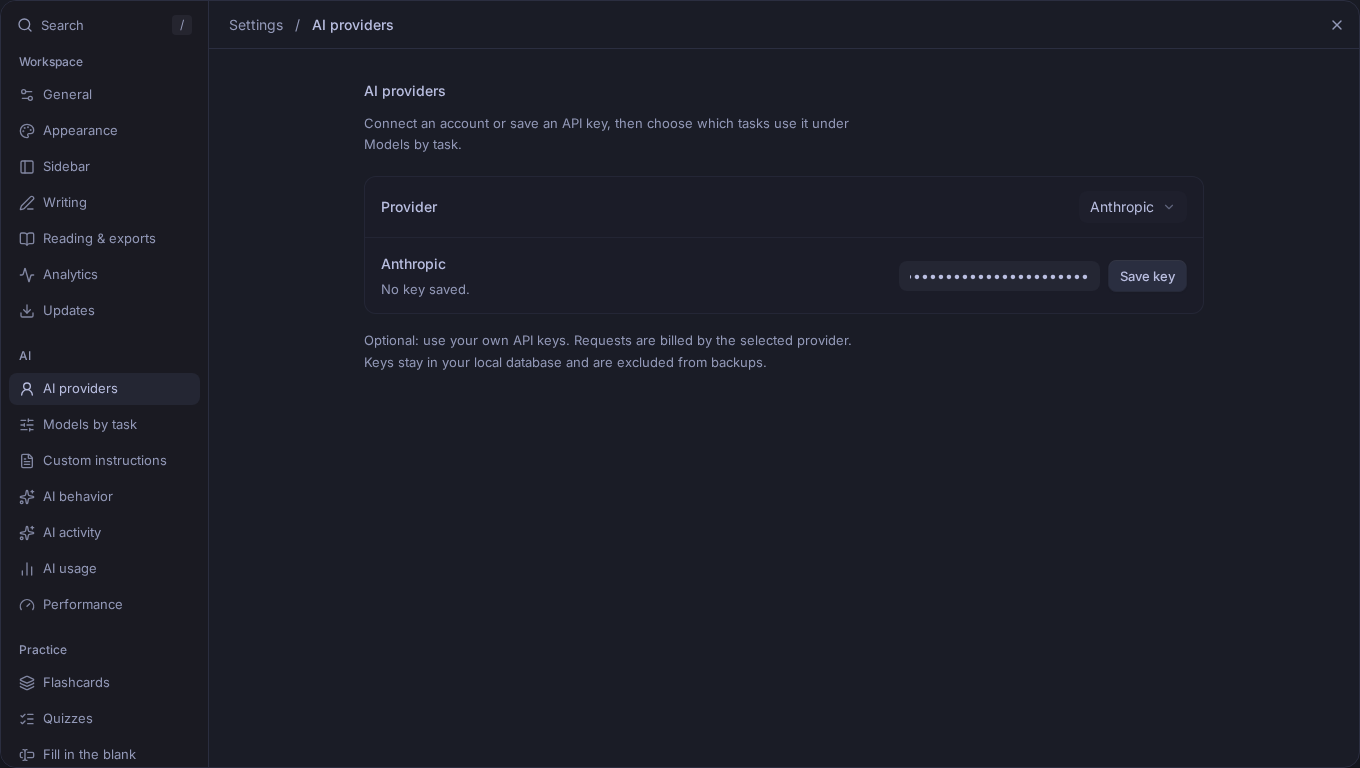 Search /
Workspace
General
Appearance
Sidebar
Writing
Reading & exports
Analytics
Updates
AI
AI providers
Models by task
Custom instructions
AI behavior
AI activity
AI usage
Performance
Practice
Flashcards
Quizzes
Fill in the blank
Settings / AI providers
AI providers
Connect an account or save an API key, then choose which tasks use it under
Models by task.
Provider Anthropic
Anthropic
No key saved.
Save key
Optional: use your own API keys. Requests are billed by the selected provider.
Keys stay in your local database and are excluded from backups.